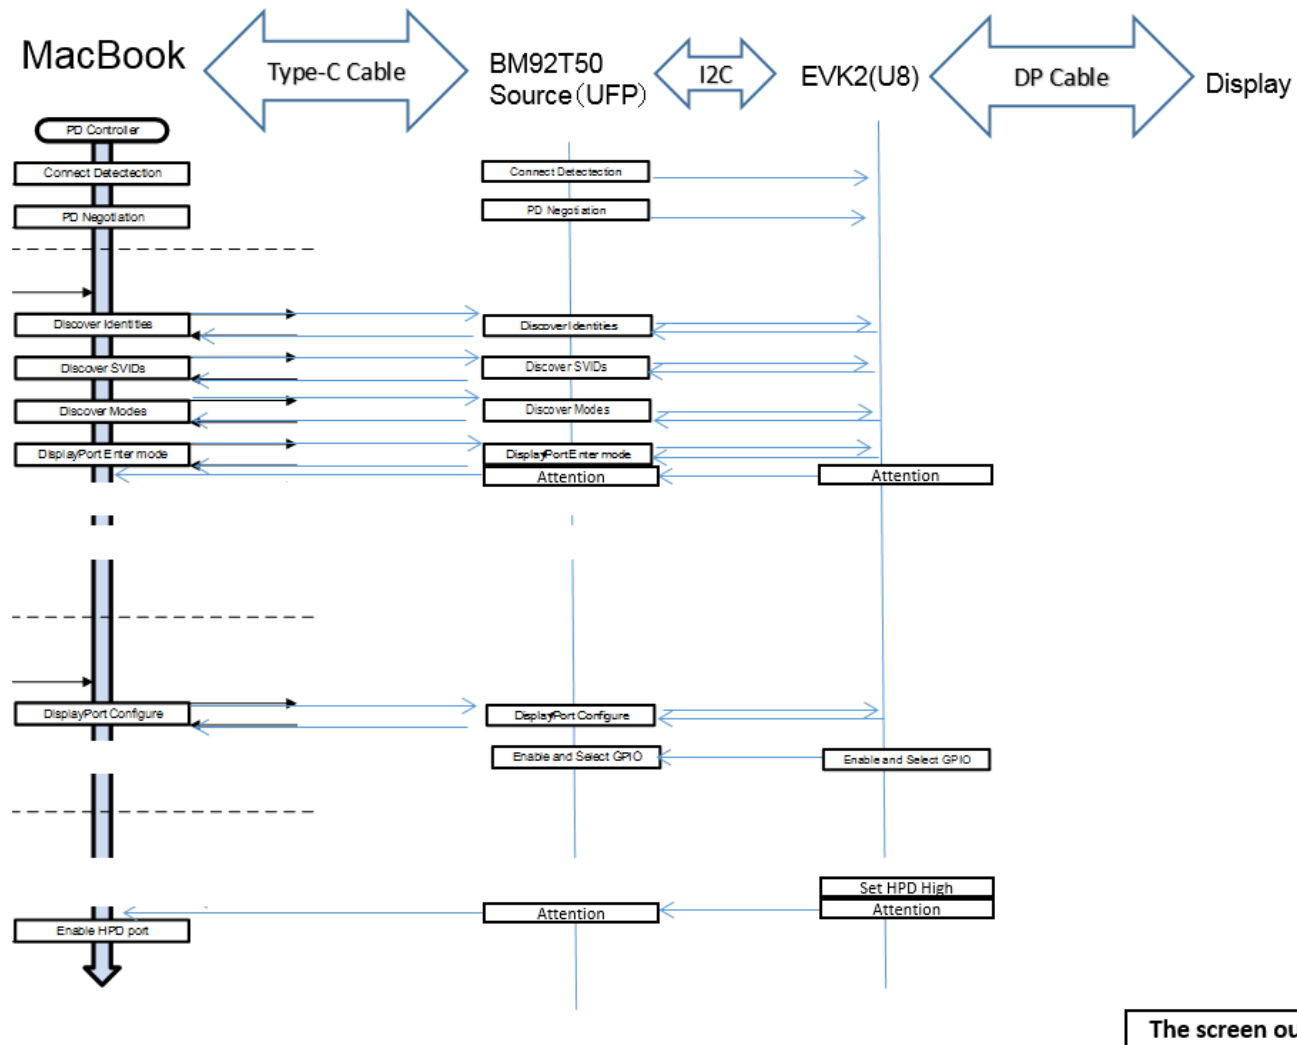 MacBook
Type-C Cable
BM92T50
Source(UFP)
I2C
EVK2(U8)
DP Cable
Display
PD Controller
Connect Detectection
Connect Detectection
PD Negotiation
PD Negotiation
Discover Identities
Discover Identities
Discover SVIDs
Discover SVIDs
Discover Modes
Discover Modes
DisplayPort Enter mode
DisplayPort Enter mode
Attention
Attention
DisplayPort Configure
DisplayPort Configure
Enable and Select GPIO
Enable and Select GPIO
Set HPD High
Attention
Attention
Enable HPD port
The screen ou